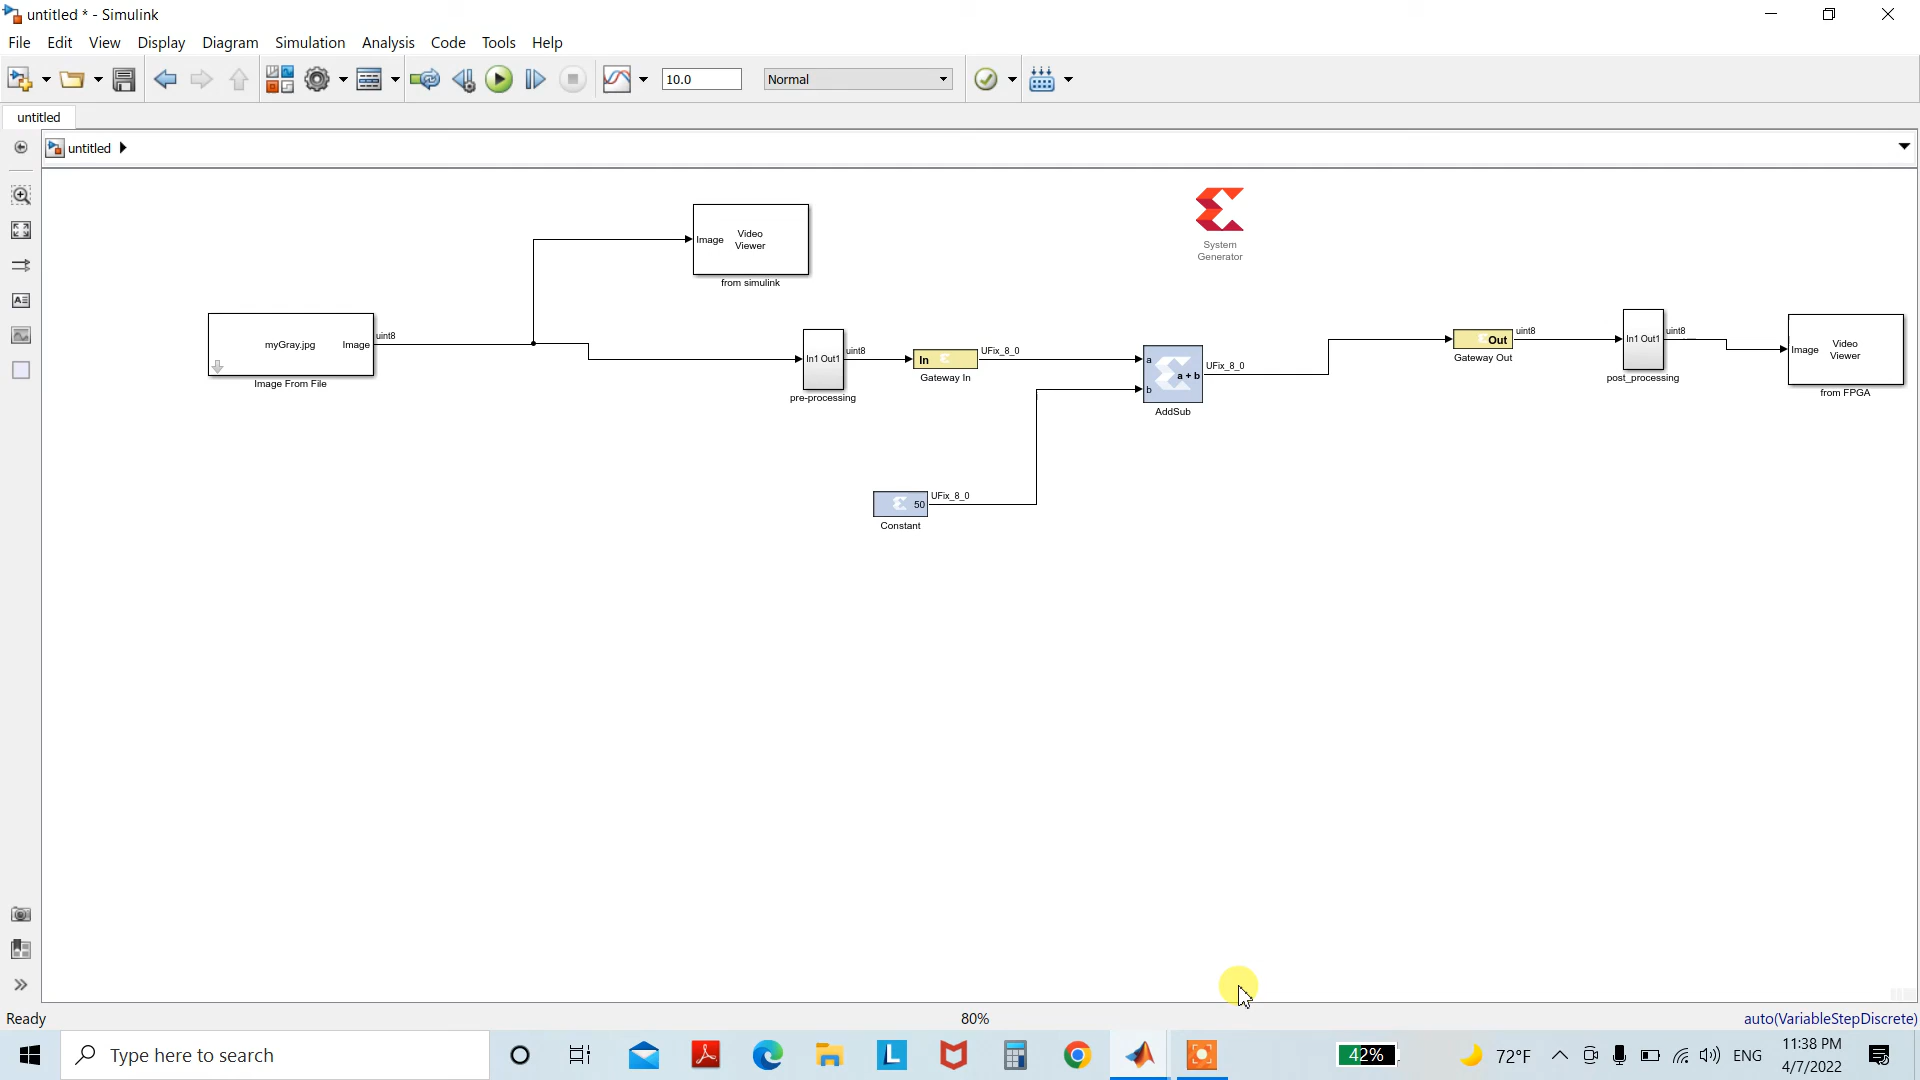 untitled * - Simulink
File Edit View Display Diagram Simulation Analysis Code Tools Help
10.0 Normal
untitled
untitled
Video
Viewer
Image
from simulink
System
Generator
myGray.jpg Image
uint8
Image From File
In1 Out1
uint8
pre-processing
In
UFix_8_0
Gateway In
a
b
a + b
UFix_8_0
AddSub
50
UFix_8_0
Constant
Out
uint8
Gateway Out
In1 Out1
uint8
post_processing
Image
Video
Viewer
from FPGA
Ready 80% auto(VariableStepDiscrete)
Type here to search
L
42%
72°F
ENG
11:38 PM
4/7/2022